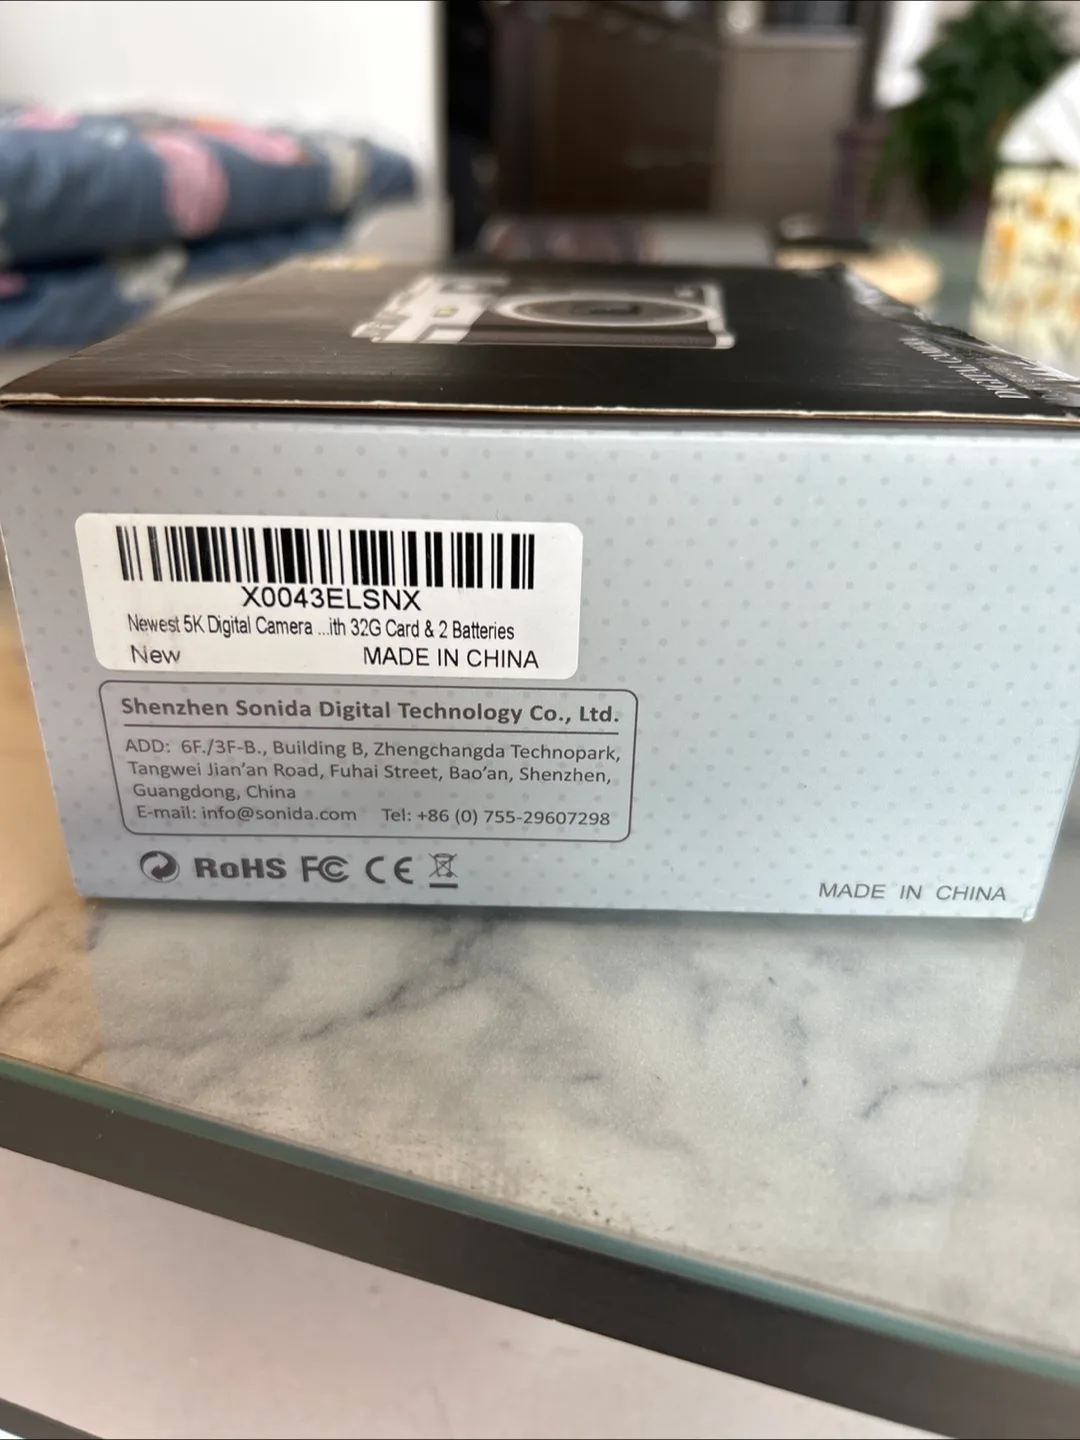 DIGITAL CAMERA
X0043ELSNX
Newest 5K Digital Camera ...ith 32G Card & 2 Batteries
New MADE IN CHINA
Shenzhen Sonida Digital Technology Co., Ltd.
ADD: 6F./3F-B., Building B, Zhengchangda Technopark,
Tangwei Jian'an Road, Fuhai Street, Bao'an, Shenzhen,
Guangdong, China
E-mail: info@sonida.com Tel: +86 (0) 755-29607298
RoHS FC CE
MADE IN CHINA